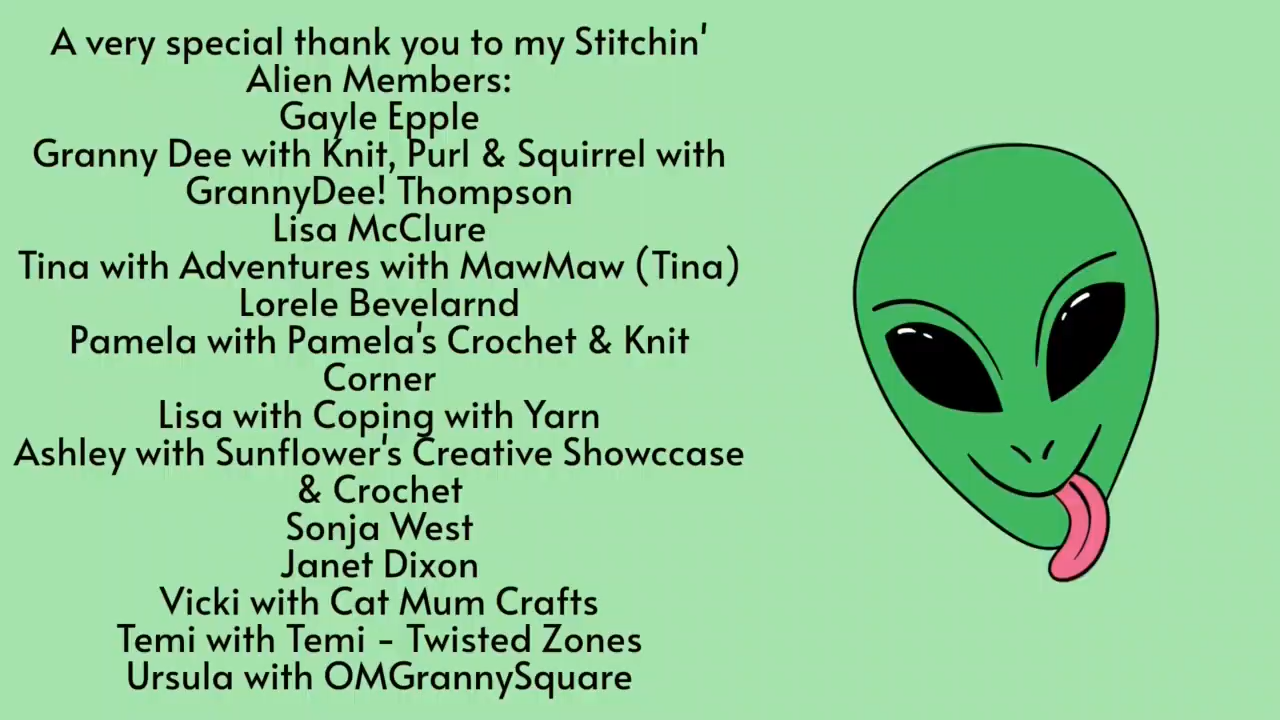 A very special thank you to my Stitchin'
Alien Members:
Gayle Epple
Granny Dee with Knit, Purl & Squirrel with
GrannyDee! Thompson
Lisa McClure
Tina with Adventures with MawMaw (Tina)
Lorele Bevelarnd
Pamela with Pamela's Crochet & Knit
Corner
Lisa with Coping with Yarn
Ashley with Sunflower's Creative Showccase
& Crochet
Sonja West
Janet Dixon
Vicki with Cat Mum Crafts
Temi with Temi - Twisted Zones
Ursula with OMGrannySquare